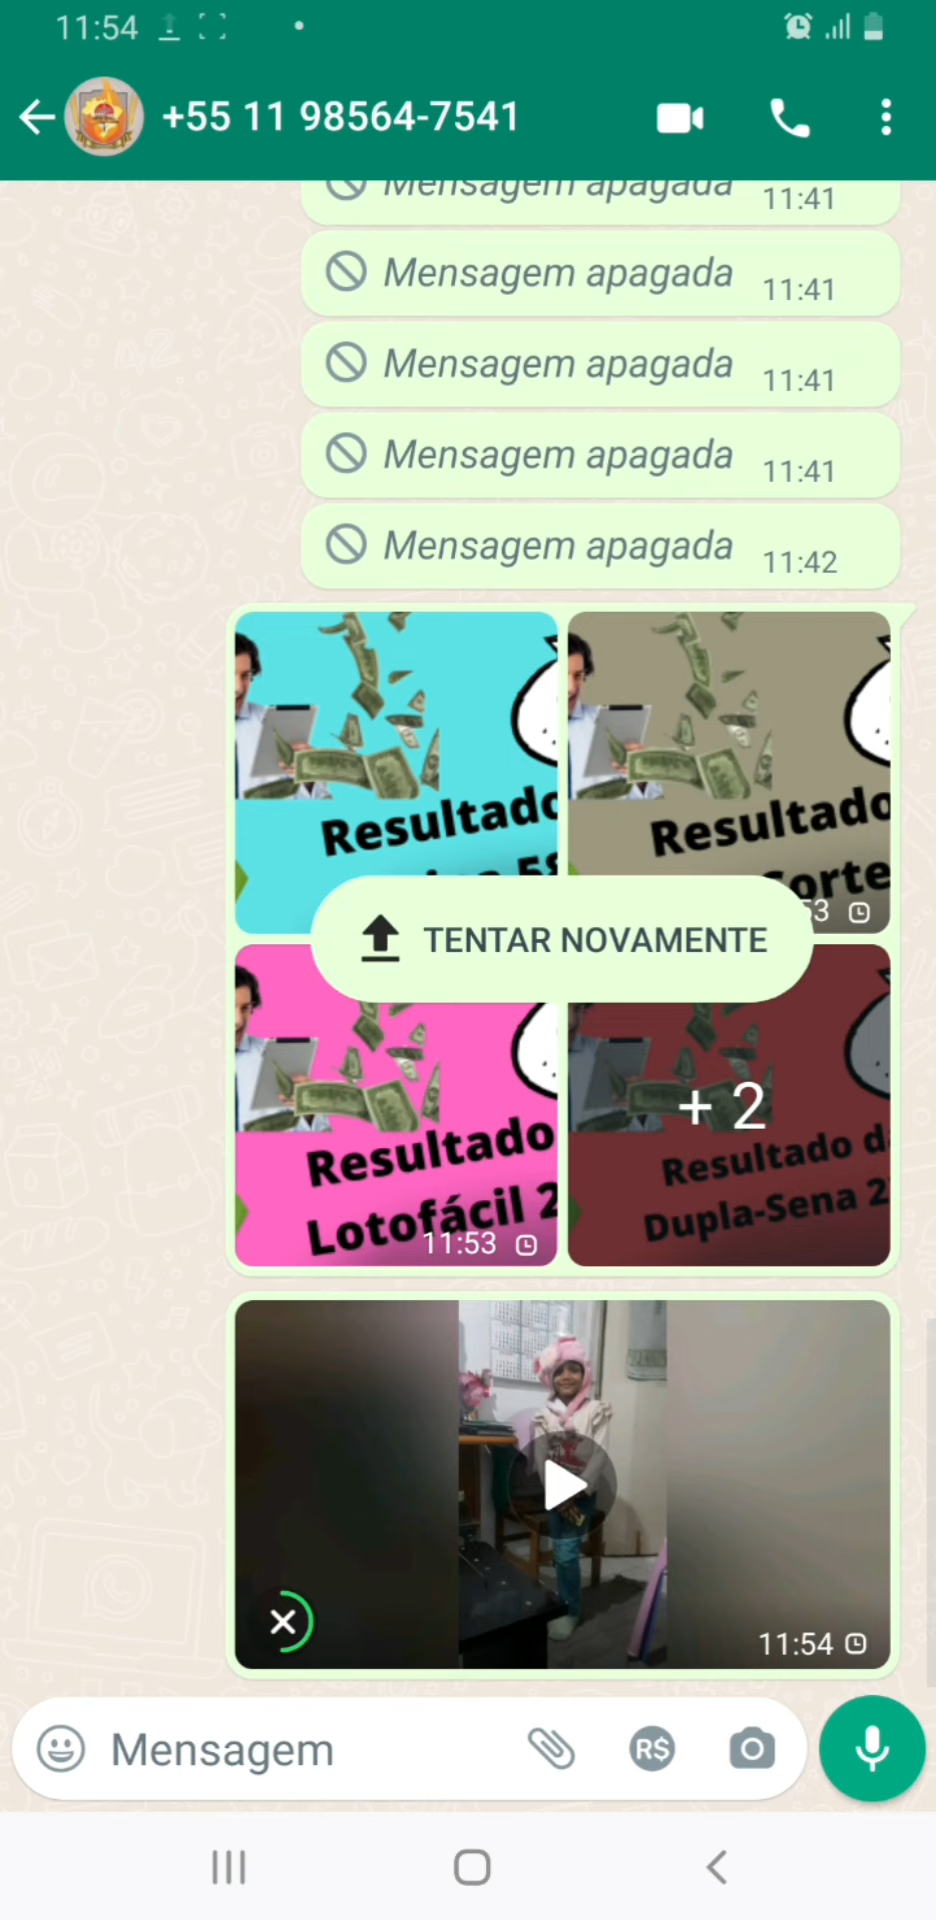 11:54
+55 11 98564-7541
Mensagem apagada 11:41
Mensagem apagada 11:41
Mensagem apagada 11:41
Mensagem apagada 11:41
Mensagem apagada 11:42
Resultado
Resultado
orte
53
TENTAR NOVAMENTE
Resultado
Lotofácil 2
11:53
+ 2
Resultado d
Dupla-Sena 2
11:54
Mensagem
R$